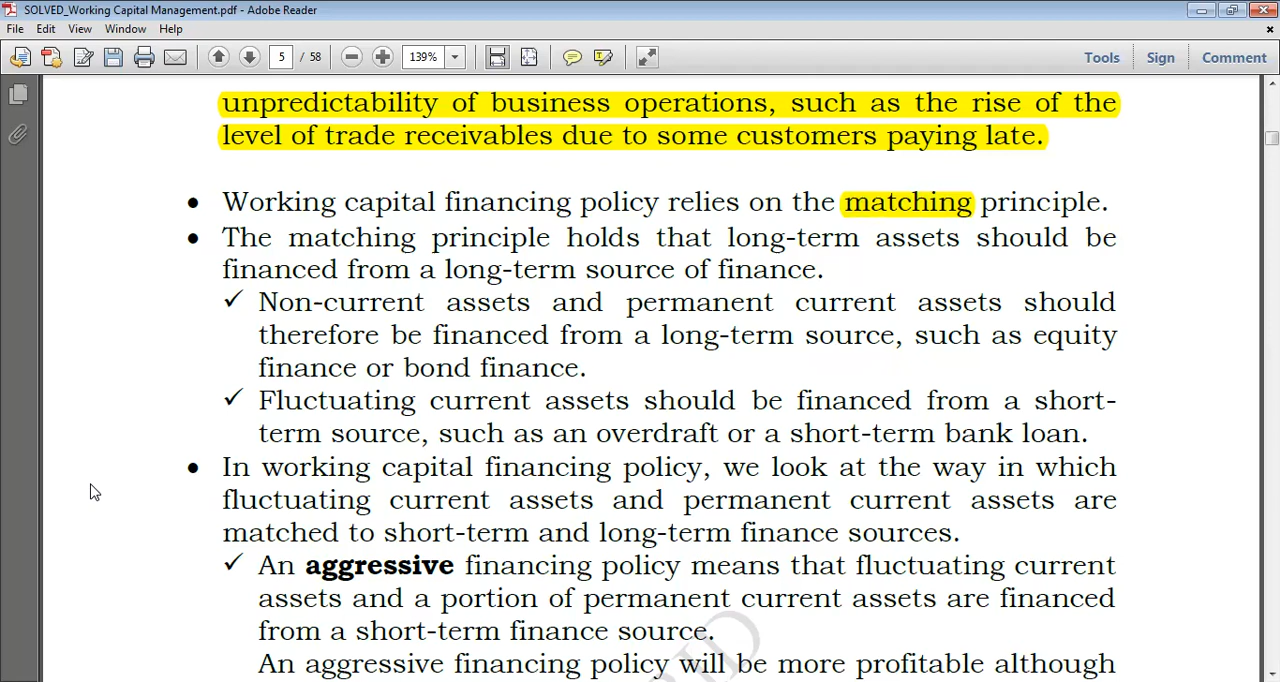 SOLVED_Working Capital Management.pdf - Adobe Reader
File Edit View Window Help
5 / 58 139% Tools Sign Comment
unpredictability of business operations, such as the rise of the
level of trade receivables due to some customers paying late.
• Working capital financing policy relies on the matching principle.
• The matching principle holds that long-term assets should be
financed from a long-term source of finance.
✓ Non-current assets and permanent current assets should
therefore be financed from a long-term source, such as equity
finance or bond finance.
✓ Fluctuating current assets should be financed from a short-
term source, such as an overdraft or a short-term bank loan.
• In working capital financing policy, we look at the way in which
fluctuating current assets and permanent current assets are
matched to short-term and long-term finance sources.
✓ An aggressive financing policy means that fluctuating current
assets and a portion of permanent current assets are financed
from a short-term finance source.
An aggressive financing policy will be more profitable although